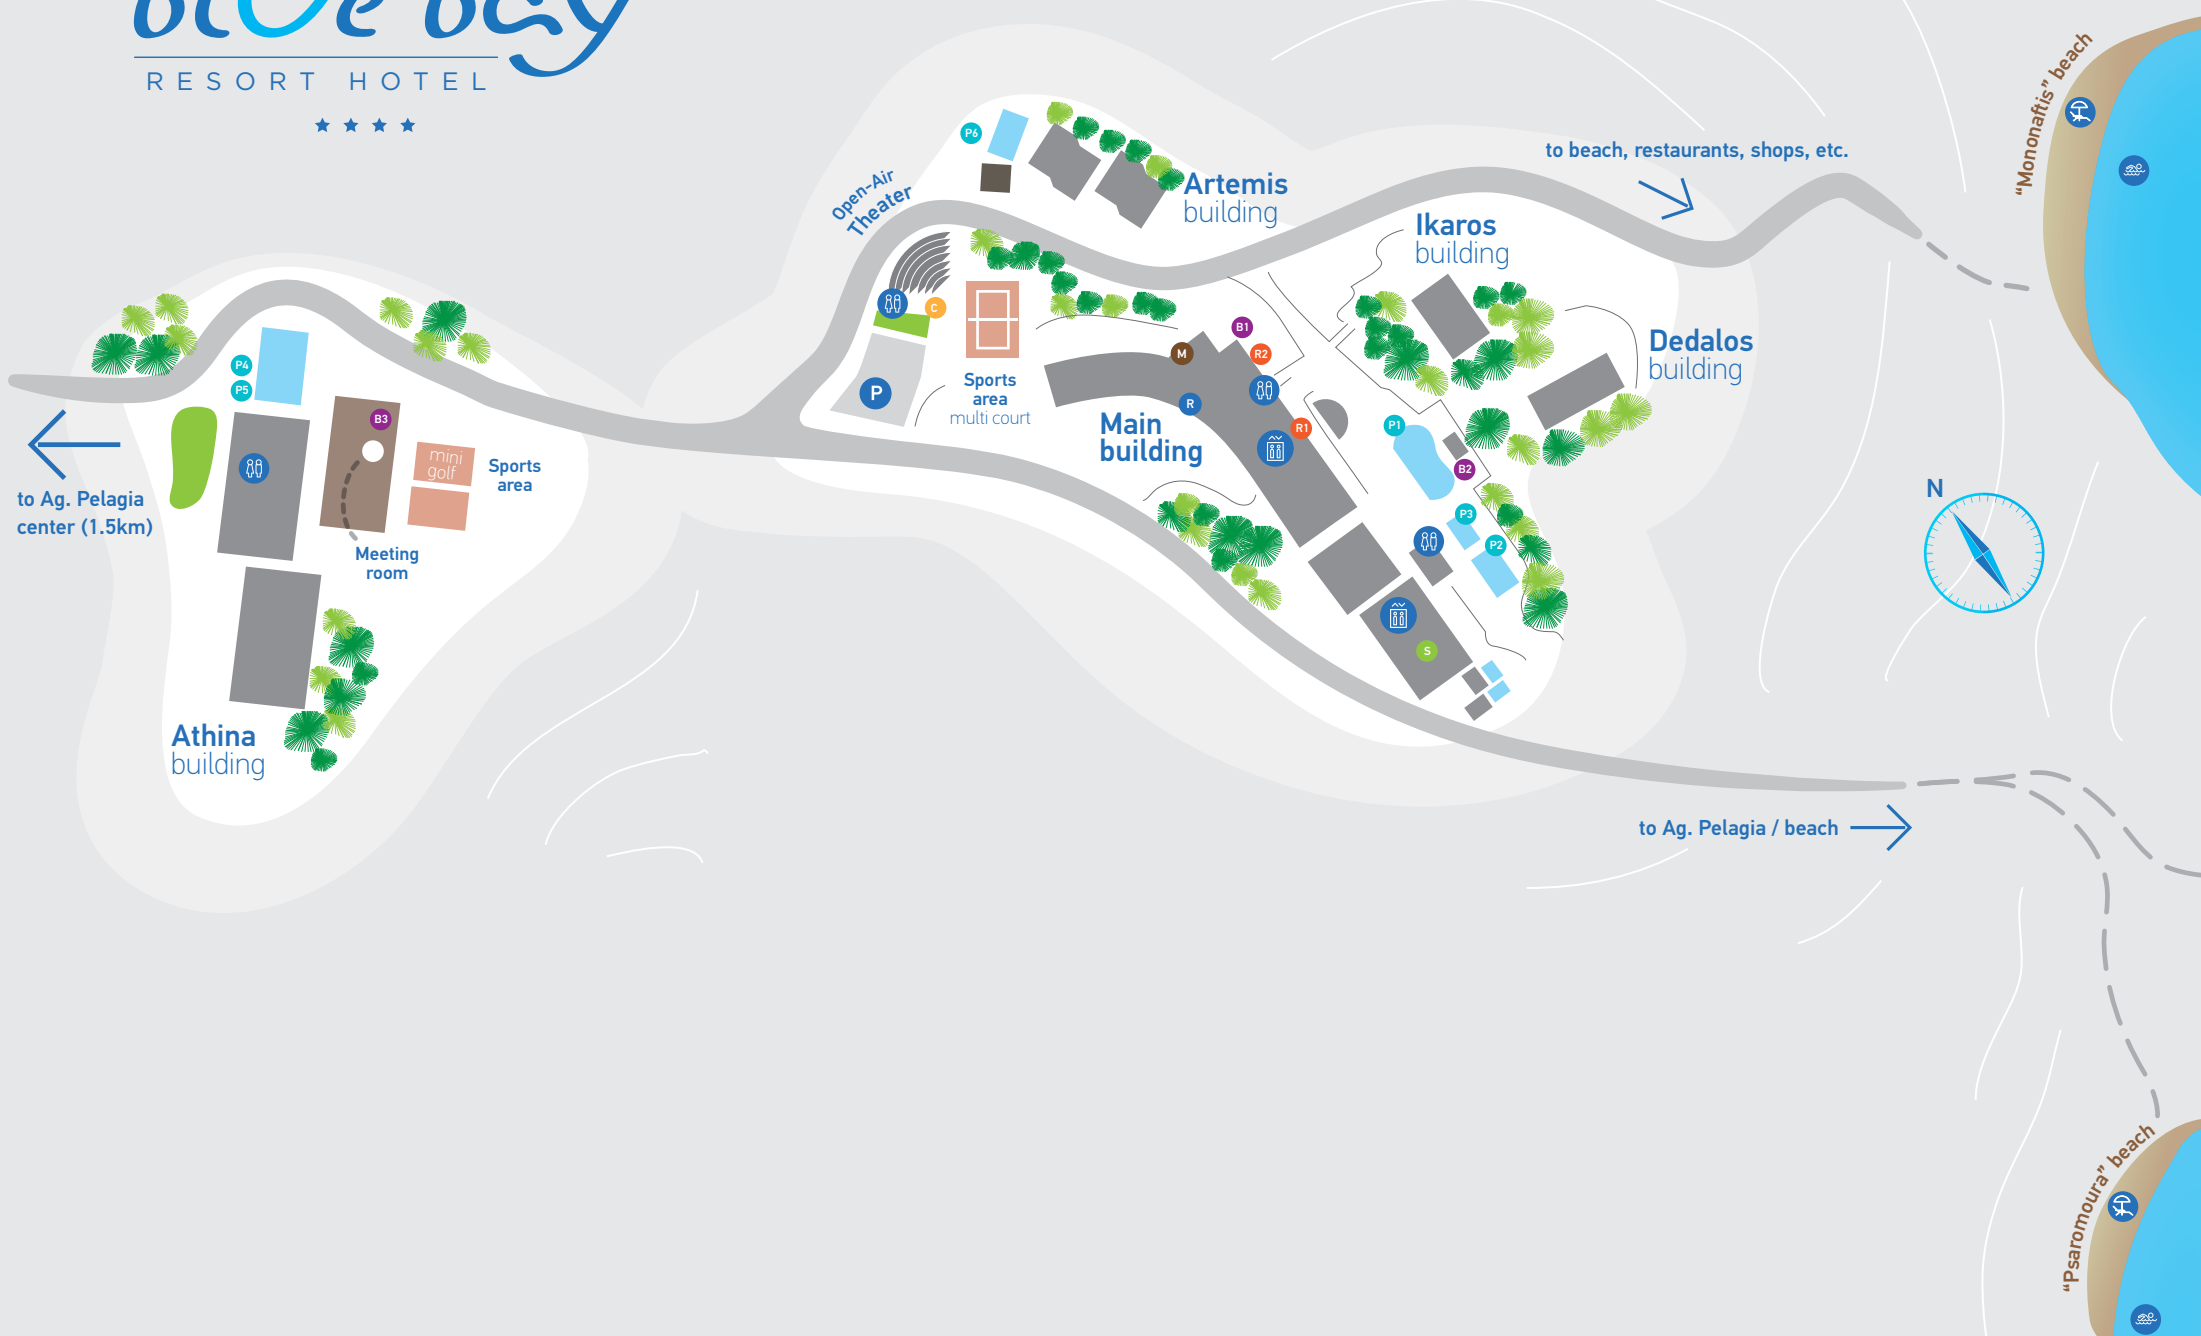 blue bay
RESORT HOTEL
"Mononaftis" beach
to beach, restaurants, shops, etc.
P6
Open-Air
Theater
Artemis
building
Ikaros
building
C
P
Sports
area
multi court
B1
M
R2
R
R1
Main
building
Dedalos
building
P1
B2
P3
P2
S
P4
P5
B3
mini
golf
Sports
area
to Ag. Pelagia
center (1.5km)
Meeting
room
Athina
building
N
to Ag. Pelagia / beach
"Psaromoura" beach